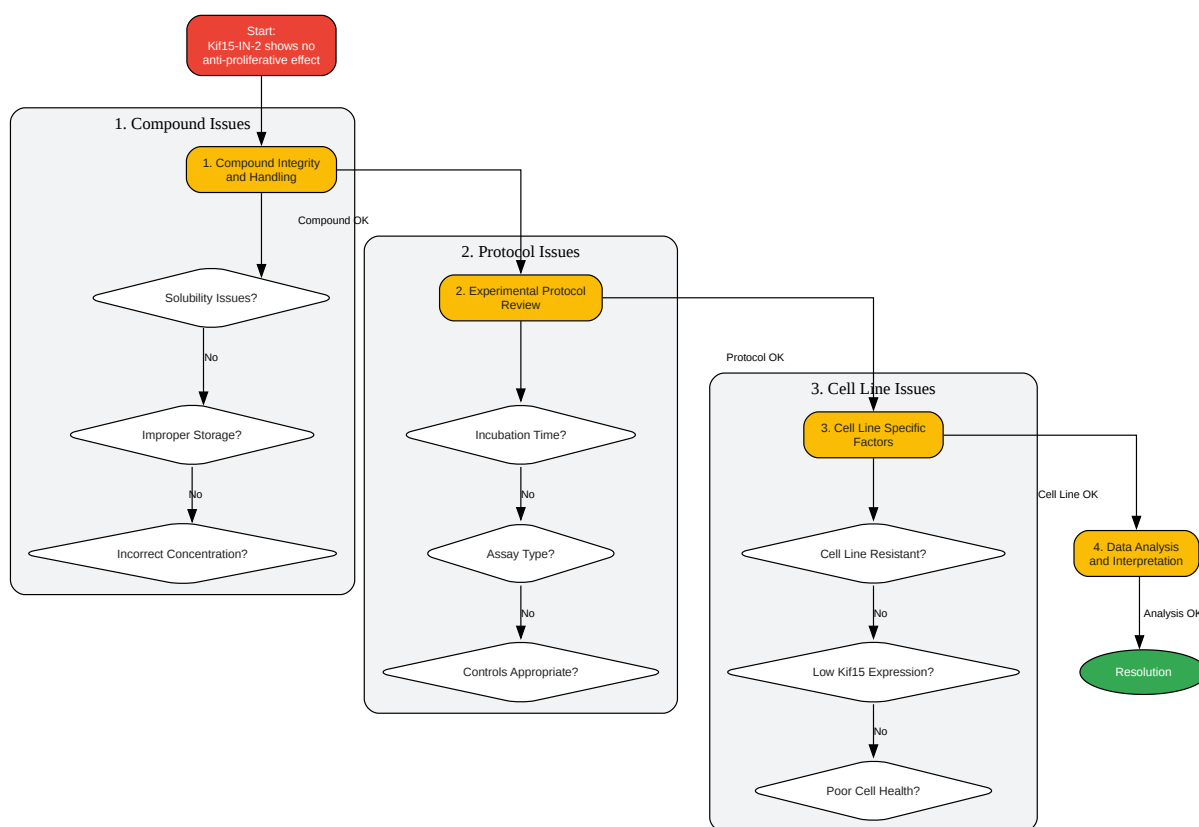 Start:
Kif15-IN-2 shows no
anti-proliferative effect
1. Compound Issues
1. Compound Integrity
and Handling
Compound OK
Solubility Issues?
No
Improper Storage?
No
Incorrect Concentration?
2. Protocol Issues
2. Experimental Protocol
Review
Protocol OK
Incubation Time?
No
Assay Type?
No
Controls Appropriate?
3. Cell Line Issues
3. Cell Line Specific
Factors
Cell Line OK
Cell Line Resistant?
No
Low Kif15 Expression?
No
Poor Cell Health?
4. Data Analysis
and Interpretation
Analysis OK
Resolution